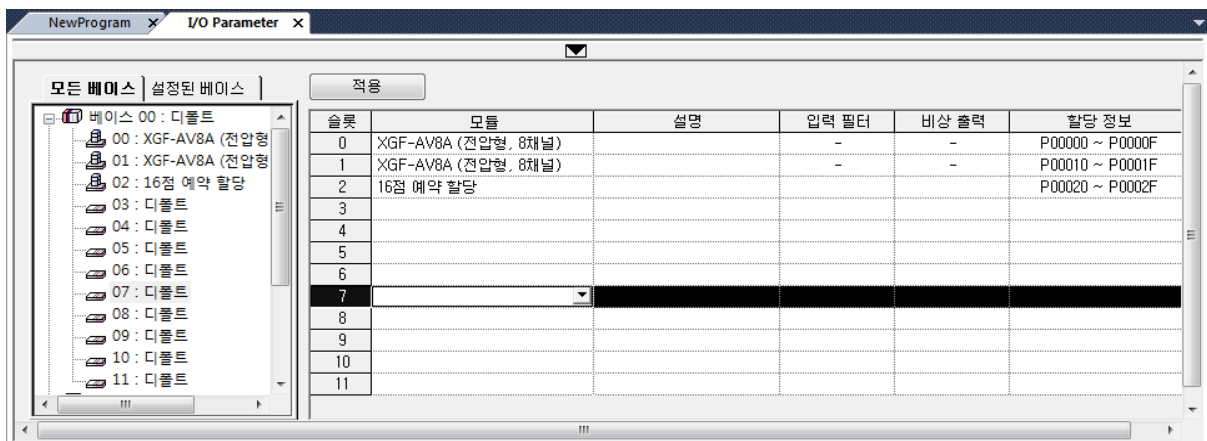 NewProgram x I/O Parameter x
모든 베이스 설정된 베이스 적용
베이스 00 : 디폴트
00 : XGF-AV8A (전압형
01 : XGF-AV8A (전압형
02 : 16점 예약 할당
03 : 디폴트
04 : 디폴트
05 : 디폴트
06 : 디폴트
07 : 디폴트
08 : 디폴트
09 : 디폴트
10 : 디폴트
11 : 디폴트
슬롯 모듈 설명 입력 필터 비상 출력 할당 정보
0 XGF-AV8A (전압형, 8채널) - - P00000 ~ P0000F
1 XGF-AV8A (전압형, 8채널) - - P00010 ~ P0001F
2 16점 예약 할당 P00020 ~ P0002F
3
4
5
6
7
8
9
10
11